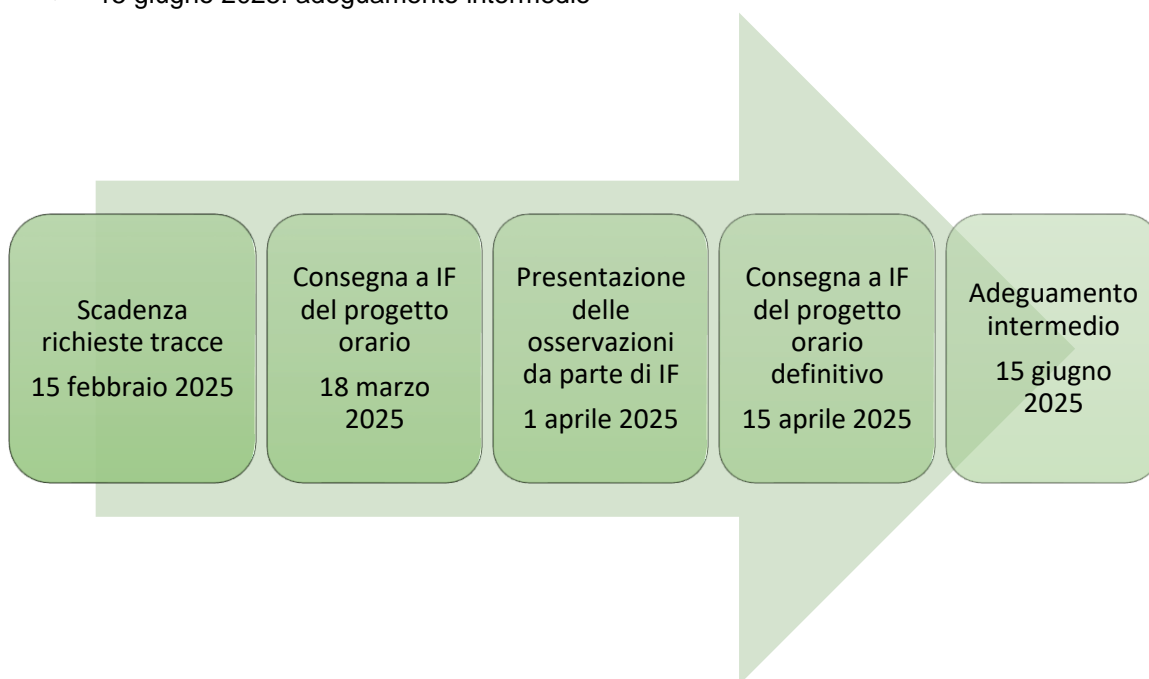 15 giugno 2025: adeguamento intermedio
Scadenza
richieste tracce
15 febbraio 2025
Consegna a IF
del progetto
orario
18 marzo
2025
Presentazione
delle
osservazioni
da parte di IF
1 aprile 2025
Consegna a IF
del progetto
orario
definitivo
15 aprile 2025
Adeguamento
intermedio
15 giugno
2025